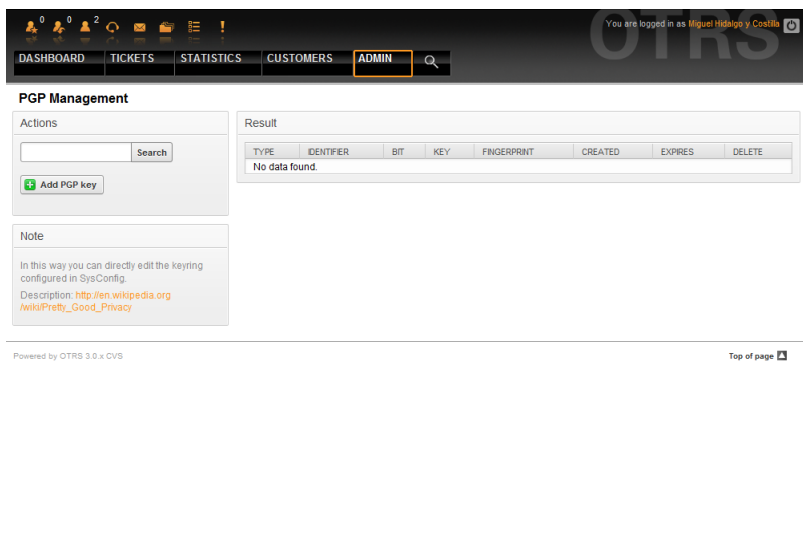 0 0 2 !
OTRS
You are logged in as Miguel Hidalgo y Costilla
DASHBOARD TICKETS STATISTICS CUSTOMERS ADMIN
PGP Management
Actions
Search
Add PGP key
Note
In this way you can directly edit the keyring
configured in SysConfig.
Description: http://en.wikipedia.org
/wiki/Pretty_Good_Privacy
Result
TYPE IDENTIFIER BIT KEY FINGERPRINT CREATED EXPIRES DELETE
No data found.
Powered by OTRS 3.0.x CVS
Top of page